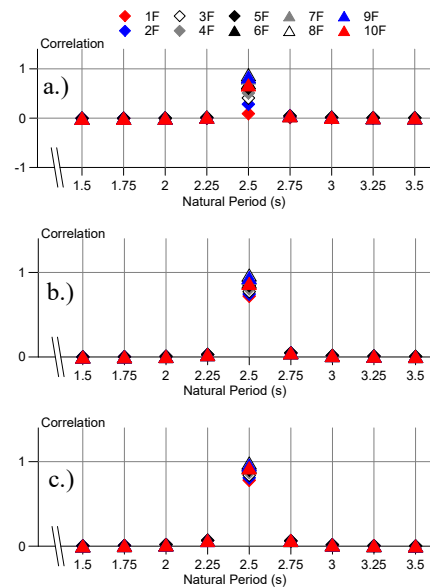 1F 3F 5F 7F 9F
2F 4F 6F 8F 10F
Correlation
a.)
1
0
-1
1.5 1.75 2 2.25 2.5 2.75 3 3.25 3.5
Natural Period (s)
Correlation
b.)
1
0
1.5 1.75 2 2.25 2.5 2.75 3 3.25 3.5
Natural Period (s)
Correlation
c.)
1
0
1.5 1.75 2 2.25 2.5 2.75 3 3.25 3.5
Natural Period (s)